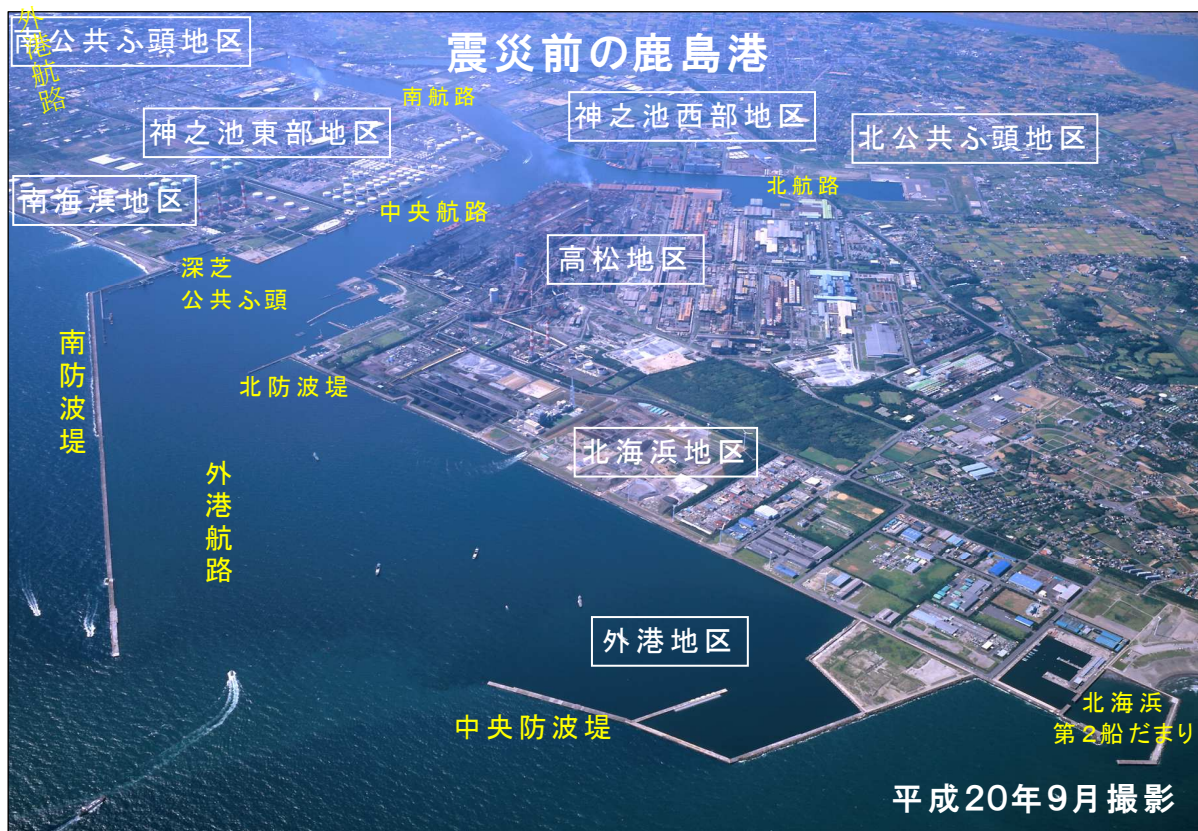 外港航路
南公共ふ頭地区
震災前の鹿島港
南航路
神之池東部地区
神之池西部地区
北公共ふ頭地区
南海浜地区
北航路
中央航路
高松地区
深芝
公共ふ頭
南防波堤
北防波堤
北海浜地区
外港航路
外港地区
中央防波堤
北海浜
第2船だまり
平成20年9月撮影